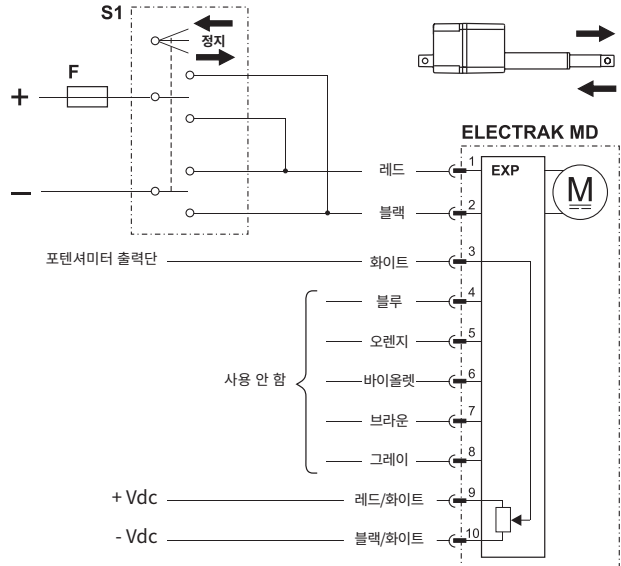 S1
정지
F
+
−
ELECTRAK MD
레드 1 EXP
M
블랙 2
포텐셔미터 출력단 화이트 3
블루 4
오렌지 5
사용 안 함 바이올렛 6
브라운 7
그레이 8
+ Vdc 레드/화이트 9
- Vdc 블랙/화이트 10